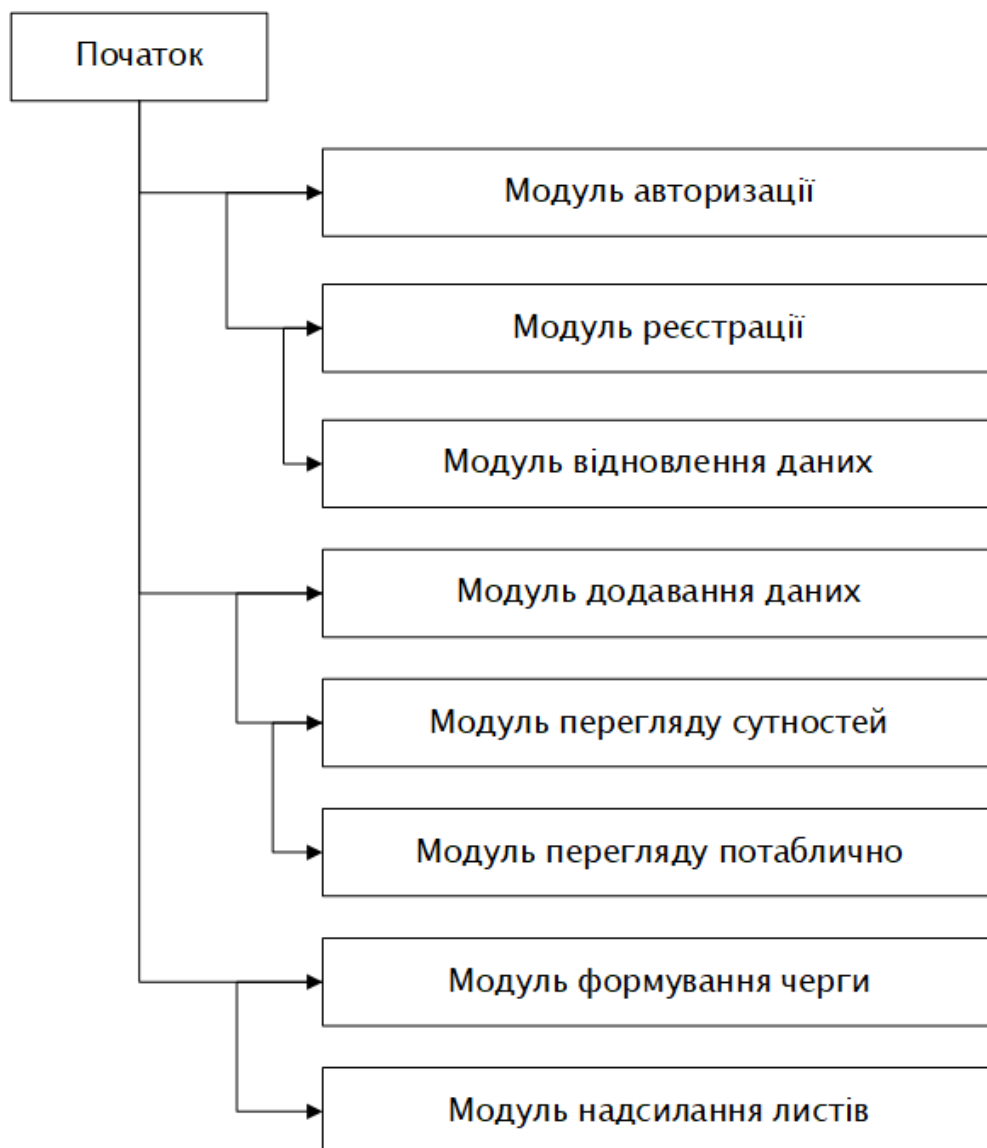 Початок
Модуль авторизації
Модуль реєстрації
Модуль відновлення даних
Модуль додавання даних
Модуль перегляду сутностей
Модуль перегляду потаблично
Модуль формування черги
Модуль надсилання листів